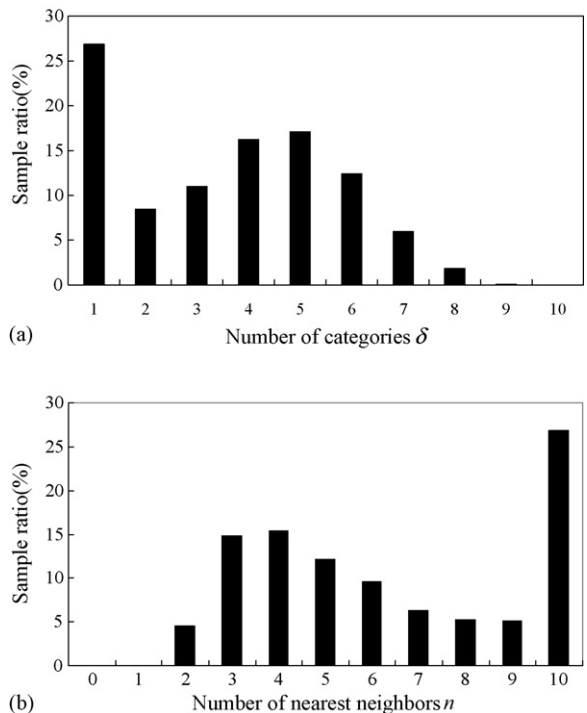 30
25
20
15
10
5
0
Sample ratio(%)
1 2 3 4 5 6 7 8 9 10
(a) Number of categories δ
30
25
20
15
10
5
0
Sample ratio(%)
0 1 2 3 4 5 6 7 8 9 10
(b) Number of nearest neighbors n